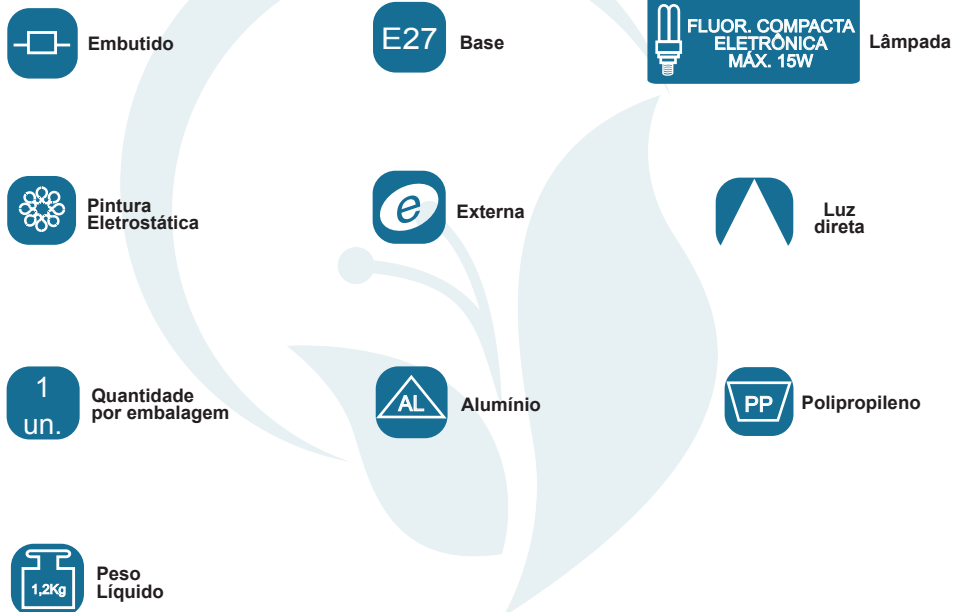 Embutido
E27
Base
FLUOR. COMPACTA
ELETRÔNICA
MÁX. 15W
Lâmpada
Pintura
Eletrostática
e
Externa
Luz
direta
1
un.
Quantidade
por embalagem
AL
Alumínio
PP
Polipropileno
1,2Kg
Peso
Líquido